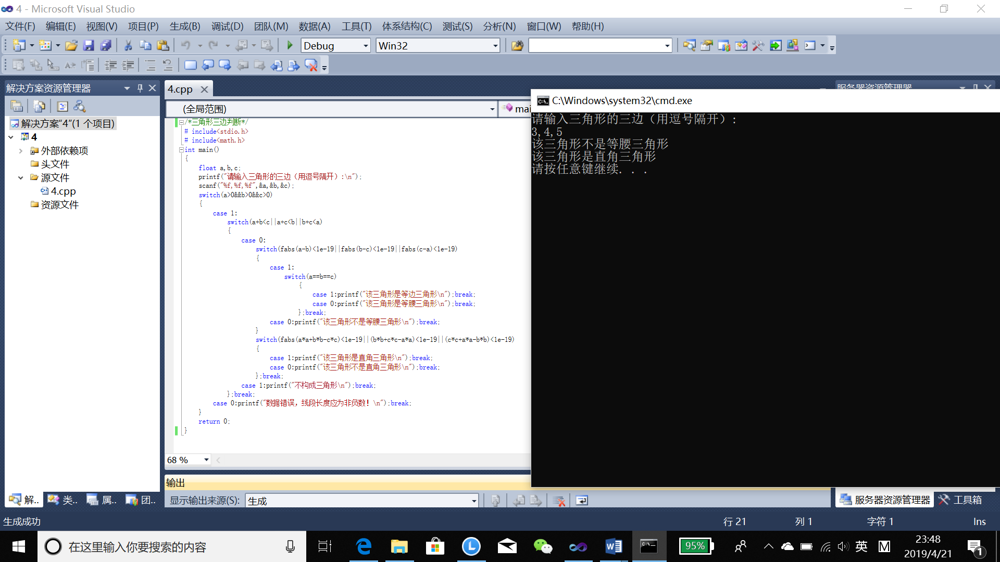 4 - Microsoft Visual Studio
文件(F) 编辑(E) 视图(V) 项目(P) 生成(B) 调试(D) 团队(M) 数据(A) 工具(T) 体系结构(C) 测试(S) 分析(N) 窗口(W) 帮助(H)
Debug Win32
解决方案资源管理器
解决方案"4"(1 个项目)
4
外部依赖项
头文件
源文件
4.cpp
资源文件
解.. 类.. 属.. 团..
4.cpp
(全局范围) mai
/*三角形三边判断*/
# include<stdio.h>
# include<math.h>
int main()
{
float a,b,c;
printf("请输入三角形的三边（用逗号隔开）:\n");
scanf("%f,%f,%f",&a,&b,&c);
switch(a>0&&b>0&&c>0)
{
case 1:
switch(a+b<c||a+c<b||b+c<a)
{
case 0:
switch(fabs(a-b)<1e-19||fabs(b-c)<1e-19||fabs(c-a)<1e-19)
{
case 1:
switch(a==b==c)
{
case 1:printf("该三角形是等边三角形\n");break;
case 0:printf("该三角形是等腰三角形\n");break;
};break;
case 0:printf("该三角形不是等腰三角形\n");break;
}
switch(fabs(a*a+b*b-c*c)<1e-19||(b*b+c*c-a*a)<1e-19||(c*c+a*a-b*b)<1e-19)
{
case 1:printf("该三角形是直角三角形\n");break;
case 0:printf("该三角形不是直角三角形\n");break;
};break;
case 1:printf("不构成三角形\n");break;
};break;
case 0:printf("数据错误，线段长度应为非负数！\n");break;
}
return 0;
}
68 %
输出
显示输出来源(S): 生成
服务器资源管理器
C:\Windows\system32\cmd.exe
请输入三角形的三边（用逗号隔开）:
3,4,5
该三角形不是等腰三角形
该三角形是直角三角形
请按任意键继续. . .
服务器资源管理器 工具箱
生成成功 行 21 列 1 字符 1 Ins
在这里输入你要搜索的内容
95%
英
M
23:48
2019/4/21
1